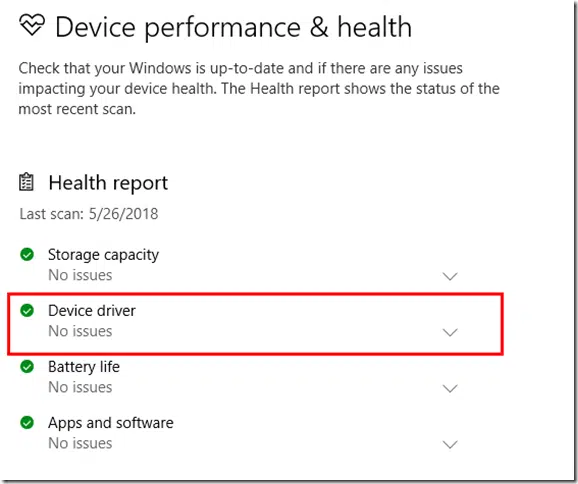 Device performance & health
Check that your Windows is up-to-date and if there are any issues
impacting your device health. The Health report shows the status of the
most recent scan.
Health report
Last scan: 5/26/2018
Storage capacity
No issues
Device driver
No issues
Battery life
No issues
Apps and software
No issues